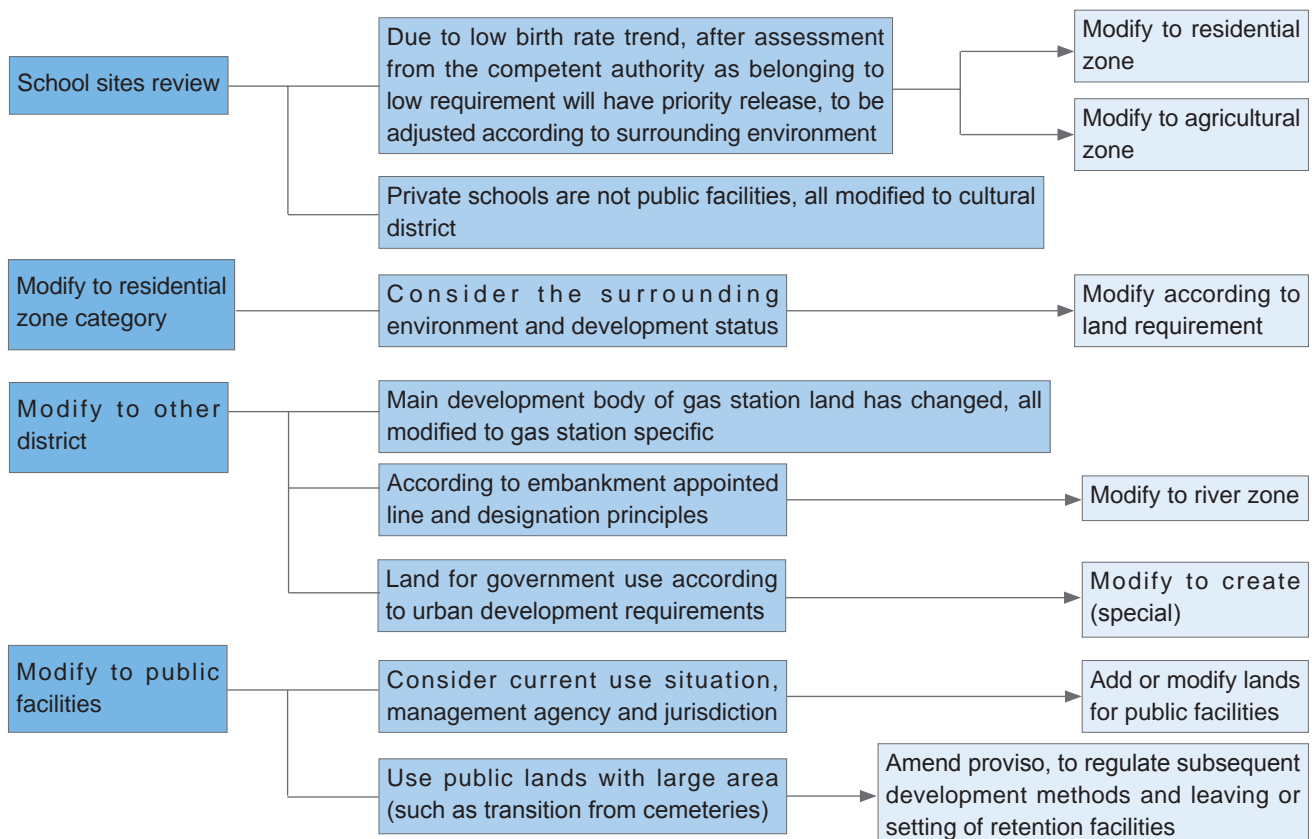 School sites review
Due to low birth rate trend, after assessment
from the competent authority as belonging to
low requirement will have priority release, to be
adjusted according to surrounding environment
Modify to residential
zone
Modify to agricultural
zone
Private schools are not public facilities, all modified to cultural
district
Modify to residential
zone category
Consider the surrounding
environment and development status
Modify according to
land requirement
Modify to other
district
Main development body of gas station land has changed, all
modified to gas station specific
According to embankment appointed
line and designation principles
Modify to river zone
Land for government use according
to urban development requirements
Modify to create
(special)
Modify to public
facilities
Consider current use situation,
management agency and jurisdiction
Add or modify lands
for public facilities
Use public lands with large area
(such as transition from cemeteries)
Amend proviso, to regulate subsequent
development methods and leaving or
setting of retention facilities